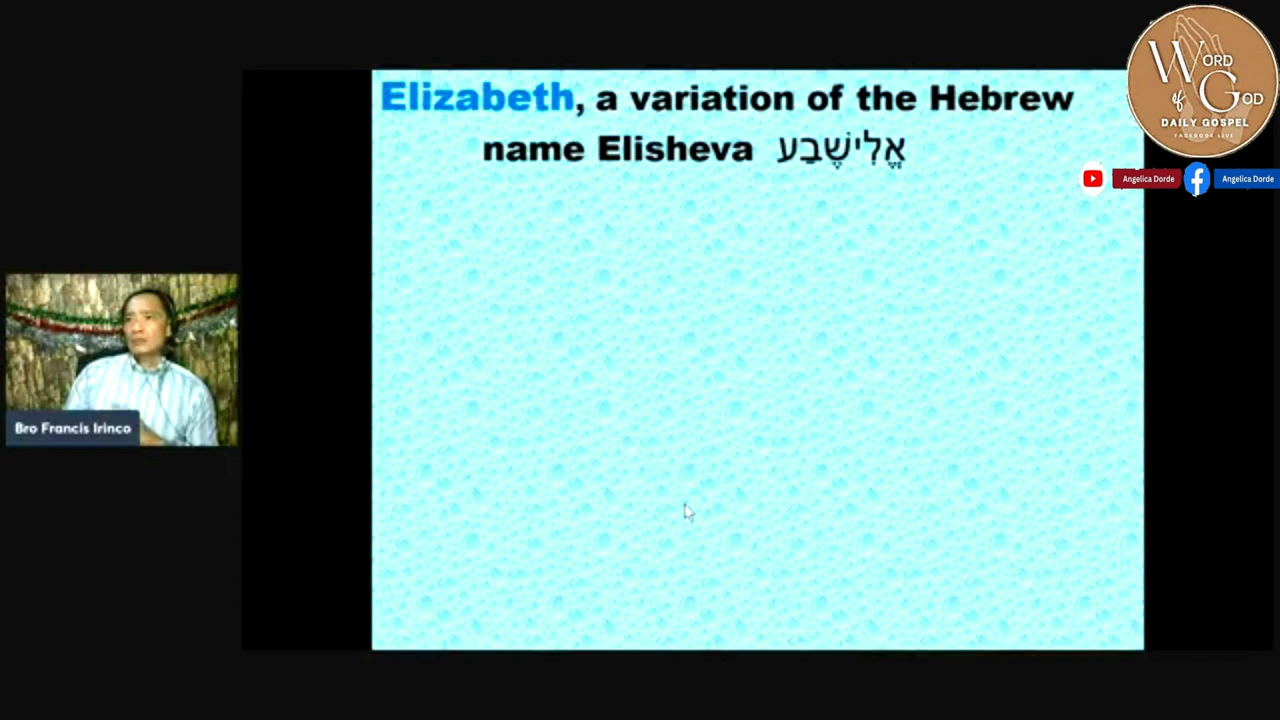 Elizabeth, a variation of the Hebrew
name Elisheva אֱלִישֶׁבַע
WORD
of GOD
DAILY GOSPEL
FACEBOOK LIVE
Angelica Dorde
Angelica Dorde
Bro Francis Irinco